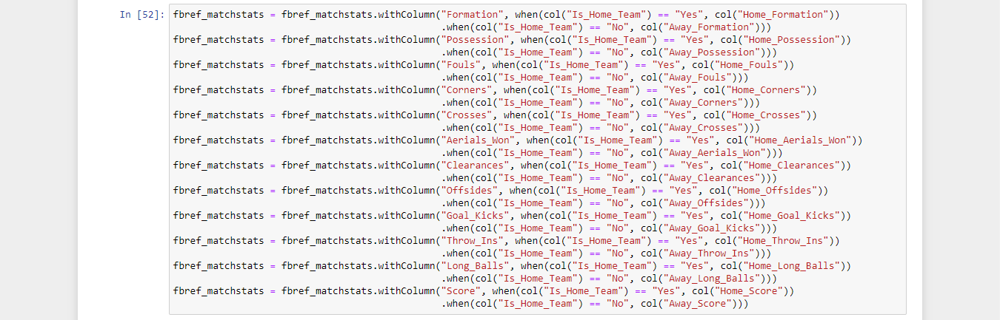 In [52]: fbref_matchstats = fbref_matchstats.withColumn("Formation", when(col("Is_Home_Team") == "Yes", col("Home_Formation"))
.when(col("Is_Home_Team") == "No", col("Away_Formation")))
fbref_matchstats = fbref_matchstats.withColumn("Possession", when(col("Is_Home_Team") == "Yes", col("Home_Possession"))
.when(col("Is_Home_Team") == "No", col("Away_Possession")))
fbref_matchstats = fbref_matchstats.withColumn("Fouls", when(col("Is_Home_Team") == "Yes", col("Home_Fouls"))
.when(col("Is_Home_Team") == "No", col("Away_Fouls")))
fbref_matchstats = fbref_matchstats.withColumn("Corners", when(col("Is_Home_Team") == "Yes", col("Home_Corners"))
.when(col("Is_Home_Team") == "No", col("Away_Corners")))
fbref_matchstats = fbref_matchstats.withColumn("Crosses", when(col("Is_Home_Team") == "Yes", col("Home_Crosses"))
.when(col("Is_Home_Team") == "No", col("Away_Crosses")))
fbref_matchstats = fbref_matchstats.withColumn("Aerials_Won", when(col("Is_Home_Team") == "Yes", col("Home_Aerials_Won"))
.when(col("Is_Home_Team") == "No", col("Away_Aerials_Won")))
fbref_matchstats = fbref_matchstats.withColumn("Clearances", when(col("Is_Home_Team") == "Yes", col("Home_Clearances"))
.when(col("Is_Home_Team") == "No", col("Away_Clearances")))
fbref_matchstats = fbref_matchstats.withColumn("Offsides", when(col("Is_Home_Team") == "Yes", col("Home_Offsides"))
.when(col("Is_Home_Team") == "No", col("Away_Offsides")))
fbref_matchstats = fbref_matchstats.withColumn("Goal_Kicks", when(col("Is_Home_Team") == "Yes", col("Home_Goal_Kicks"))
.when(col("Is_Home_Team") == "No", col("Away_Goal_Kicks")))
fbref_matchstats = fbref_matchstats.withColumn("Throw_Ins", when(col("Is_Home_Team") == "Yes", col("Home_Throw_Ins"))
.when(col("Is_Home_Team") == "No", col("Away_Throw_Ins")))
fbref_matchstats = fbref_matchstats.withColumn("Long_Balls", when(col("Is_Home_Team") == "Yes", col("Home_Long_Balls"))
.when(col("Is_Home_Team") == "No", col("Away_Long_Balls")))
fbref_matchstats = fbref_matchstats.withColumn("Score", when(col("Is_Home_Team") == "Yes", col("Home_Score"))
.when(col("Is_Home_Team") == "No", col("Away_Score")))